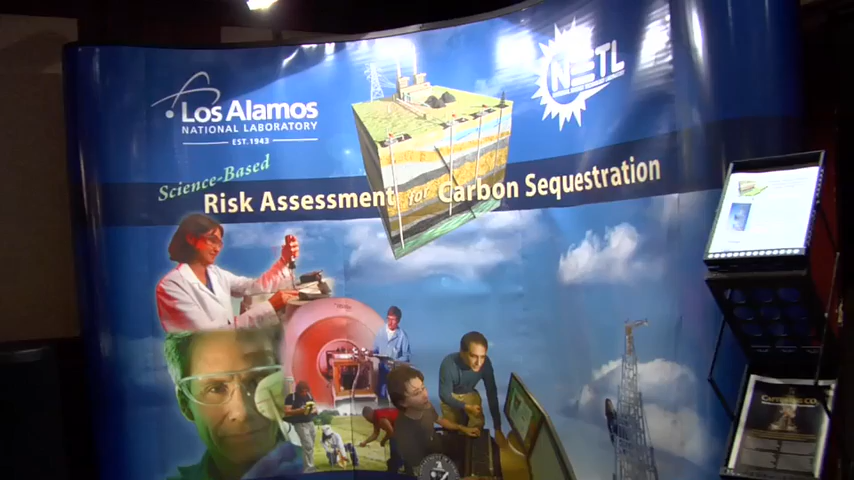 Los Alamos
NATIONAL LABORATORY
EST.1943
NETL
Science-Based
Risk Assessment for Carbon Sequestration